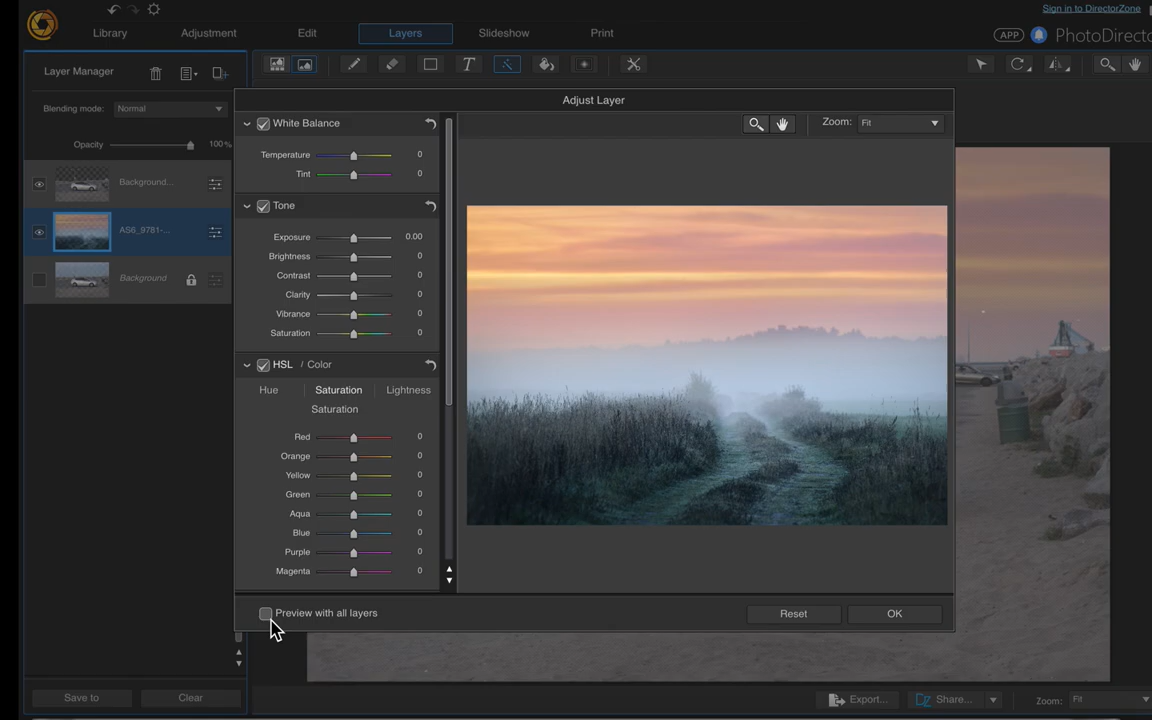 Sign in to DirectorZone
Library Adjustment Edit Layers Slideshow Print
APP PhotoDirecto
Layer Manager
Blending mode: Normal
Opacity 100%
Background...
AS6_9781-...
Background
Save to Clear
Adjust Layer
White Balance
Temperature 0
Tint 0
Tone
Exposure 0.00
Brightness 0
Contrast 0
Clarity 0
Vibrance 0
Saturation 0
HSL / Color
Hue Saturation Lightness
Saturation
Red 0
Orange 0
Yellow 0
Green 0
Aqua 0
Blue 0
Purple 0
Magenta 0
Zoom: Fit
Preview with all layers
Reset OK
Export... Share... Zoom: Fit